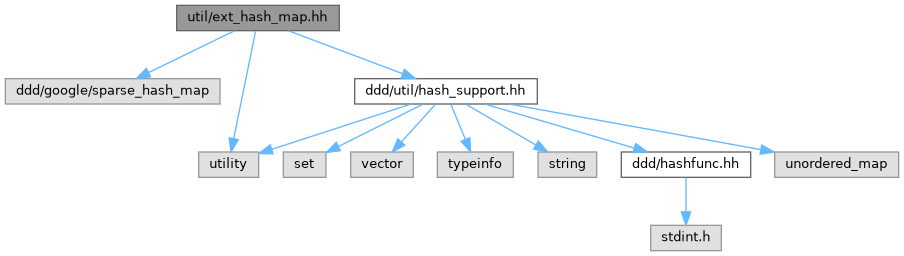 util/ext_hash_map.hh
ddd/google/sparse_hash_map
ddd/util/hash_support.hh
utility
set
vector
typeinfo
string
ddd/hashfunc.hh
unordered_map
stdint.h